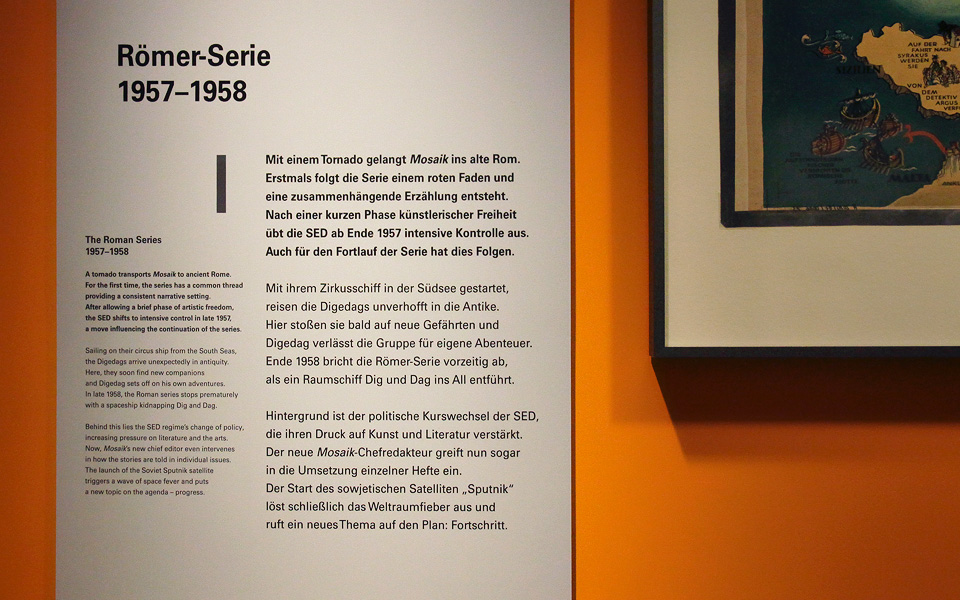 Römer-Serie
1957–1958
Mit einem Tornado gelangt Mosaik ins alte Rom.
Erstmals folgt die Serie einem roten Faden und
eine zusammenhängende Erzählung entsteht.
Nach einer kurzen Phase künstlerischer Freiheit
übt die SED ab Ende 1957 intensive Kontrolle aus.
Auch für den Fortlauf der Serie hat dies Folgen.
Mit ihrem Zirkusschiff in der Südsee gestartet,
reisen die Digedags unverhofft in die Antike.
Hier stoßen sie bald auf neue Gefährten und
Digedag verlässt die Gruppe für eigene Abenteuer.
Ende 1958 bricht die Römer-Serie vorzeitig ab,
als ein Raumschiff Dig und Dag ins All entführt.
Hintergrund ist der politische Kurswechsel der SED,
die ihren Druck auf Kunst und Literatur verstärkt.
Der neue Mosaik-Chefredakteur greift nun sogar
in die Umsetzung einzelner Hefte ein.
Der Start des sowjetischen Satelliten „Sputnik“
löst schließlich das Weltraumfieber aus und
ruft ein neues Thema auf den Plan: Fortschritt.
The Roman Series
1957–1958
A tornado transports Mosaik to ancient Rome.
For the first time, the series has a common thread
providing a consistent narrative setting.
After allowing a brief phase of artistic freedom,
the SED shifts to intensive control in late 1957,
a move influencing the continuation of the series.
Sailing on their circus ship from the South Seas,
the Digedags arrive unexpectedly in antiquity.
Here, they soon find new companions
and Digedag sets off on his own adventures.
In late 1958, the Roman series stops prematurely
with a spaceship kidnapping Dig and Dag.
Behind this lies the SED regime's change of policy,
increasing pressure on literature and the arts.
Now, Mosaik's new chief editor even intervenes
in how the stories are told in individual issues.
The launch of the Soviet Sputnik satellite
triggers a wave of space fever and puts
a new topic on the agenda – progress.
AUF DER
FAHRT NACH
SYRAKUS
WERDEN
SIE
VON
DEM
DETEKTIV
ARGUS
SIZILIEN
MALTA